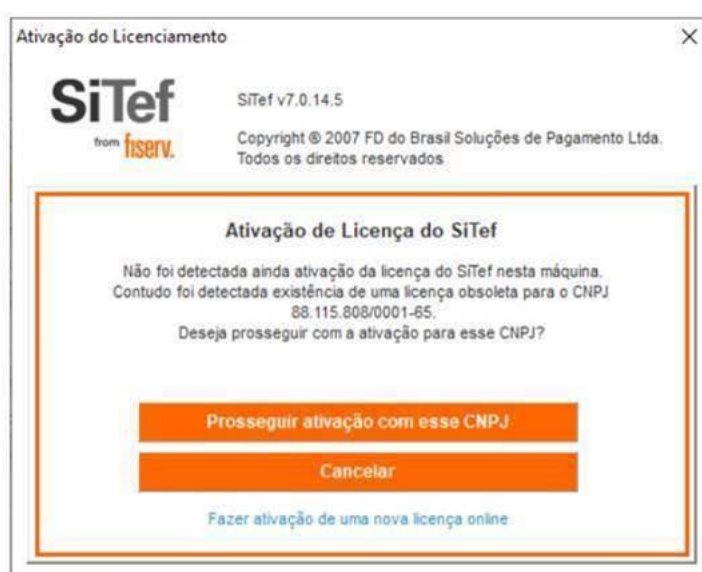 Ativação do Licenciamento
SiTef
from fiserv.
SiTef v7.0.14.5
Copyright © 2007 FD do Brasil Soluções de Pagamento Ltda.
Todos os direitos reservados
Ativação de Licença do SiTef
Não foi detectada ainda ativação da licença do SiTef nesta máquina.
Contudo foi detectada existência de uma licença obsoleta para o CNPJ
88.115.808/0001-65.
Deseja prosseguir com a ativação para esse CNPJ?
Prosseguir ativação com esse CNPJ
Cancelar
Fazer ativação de uma nova licença online